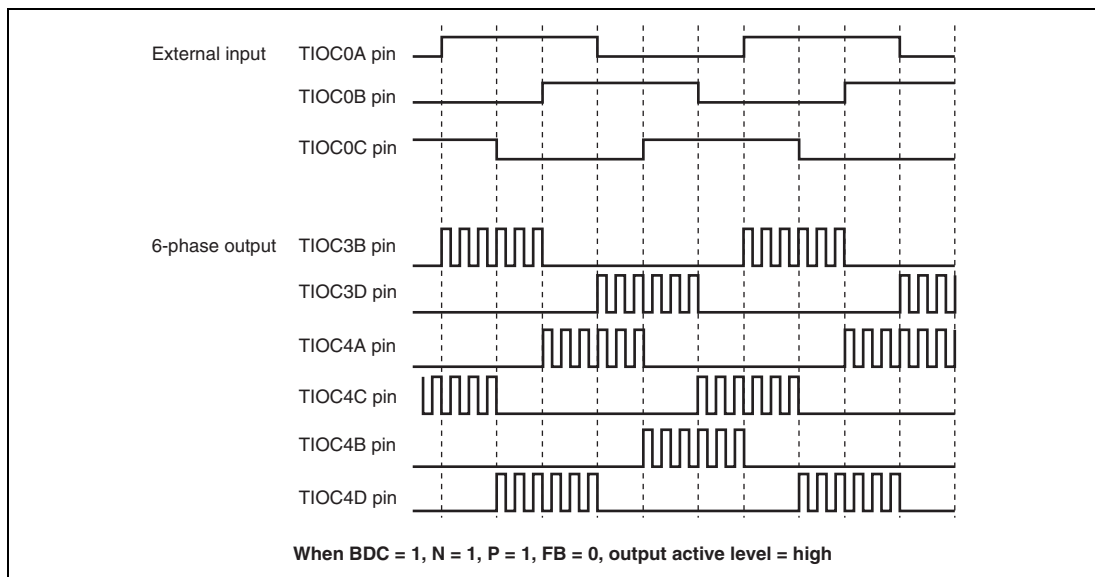 External input TIOC0A pin
TIOC0B pin
TIOC0C pin
6-phase output TIOC3B pin
TIOC3D pin
TIOC4A pin
TIOC4C pin
TIOC4B pin
TIOC4D pin
When BDC = 1, N = 1, P = 1, FB = 0, output active level = high